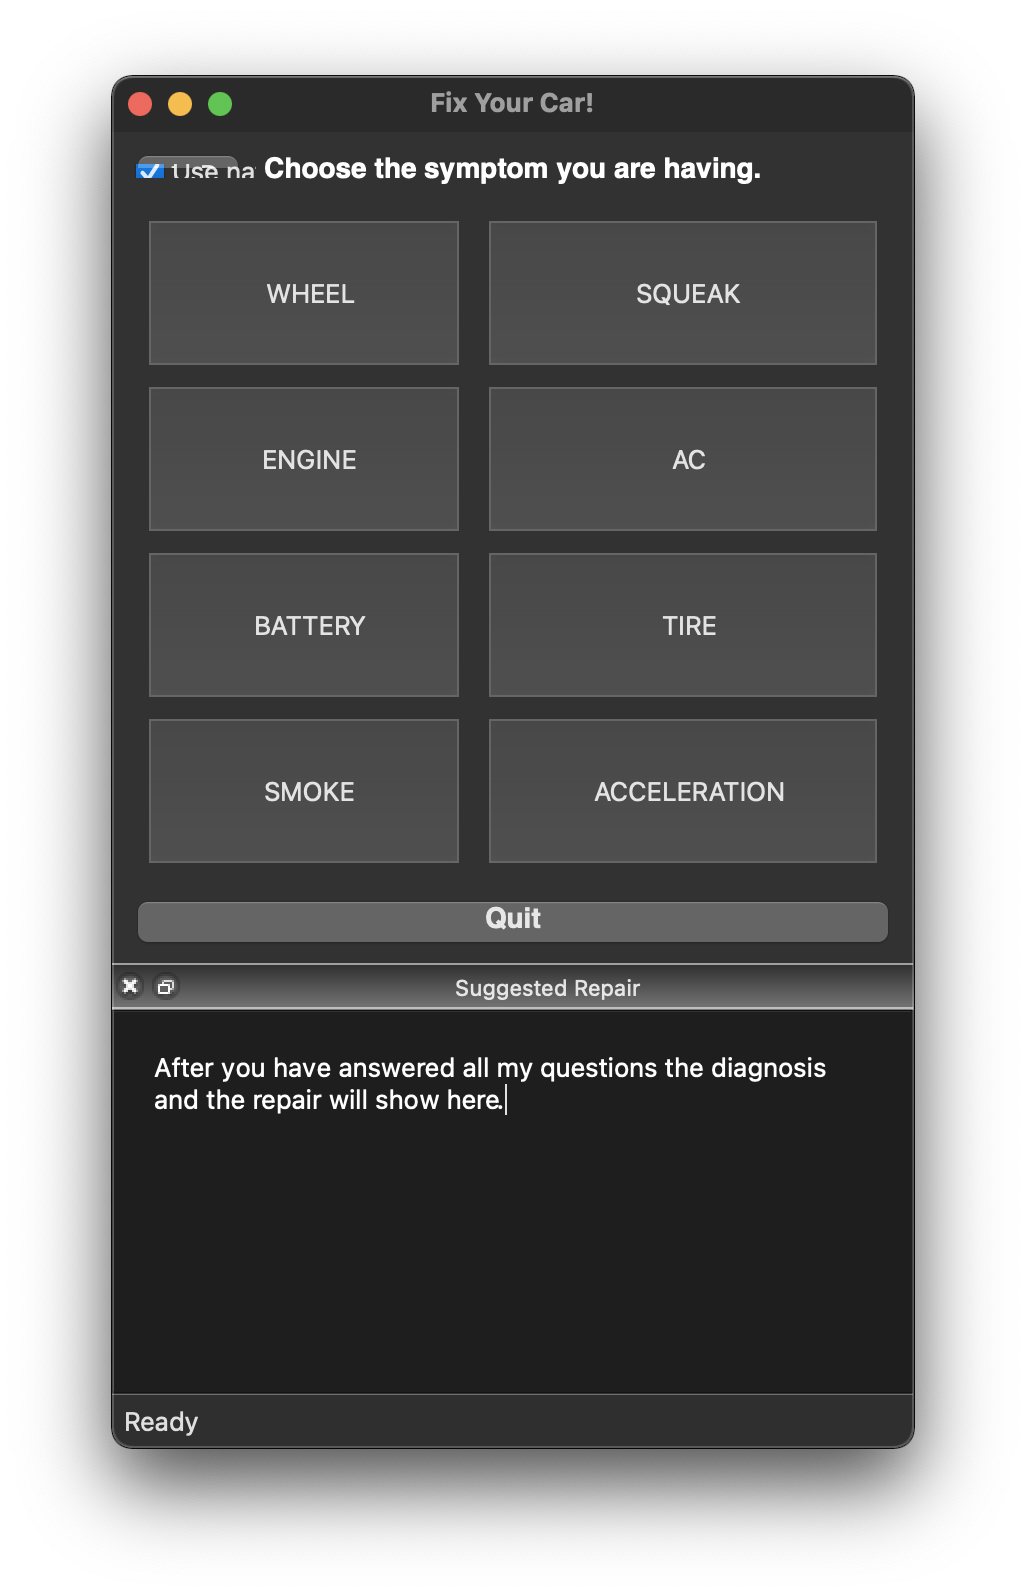 Fix Your Car!
Use na Choose the symptom you are having.
WHEEL SQUEAK
ENGINE AC
BATTERY TIRE
SMOKE ACCELERATION
Quit
Suggested Repair
After you have answered all my questions the diagnosis
and the repair will show here.
Ready